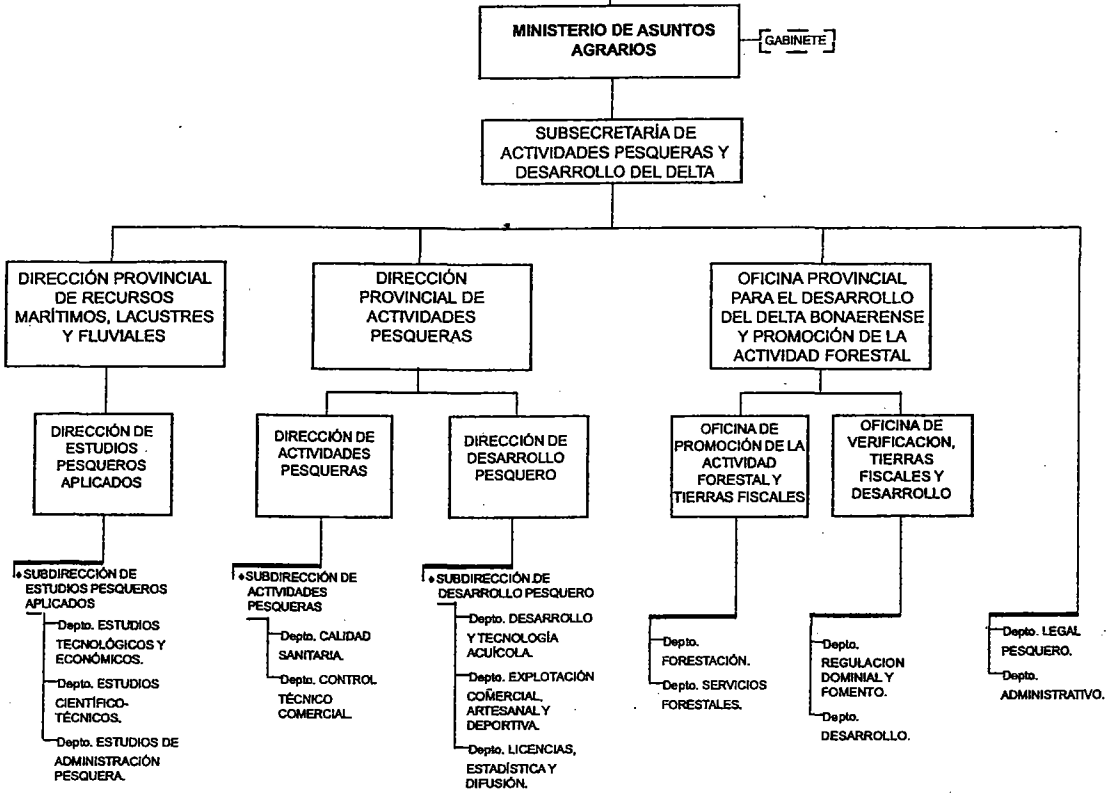 MINISTERIO DE ASUNTOS
AGRARIOS
GABINETE
SUBSECRETARÍA DE
ACTIVIDADES PESQUERAS Y
DESARROLLO DEL DELTA
DIRECCIÓN PROVINCIAL
DE RECURSOS
MARÍTIMOS, LACUSTRES
Y FLUVIALES
DIRECCIÓN
PROVINCIAL DE
ACTIVIDADES
PESQUERAS
OFICINA PROVINCIAL
PARA EL DESARROLLO
DEL DELTA BONAERENSE
Y PROMOCIÓN DE LA
ACTIVIDAD FORESTAL
DIRECCIÓN DE
ESTUDIOS
PESQUEROS
APLICADOS
DIRECCIÓN DE
ACTIVIDADES
PESQUERAS
DIRECCIÓN DE
DESARROLLO
PESQUERO
OFICINA DE
PROMOCIÓN DE LA
ACTIVIDAD
FORESTAL Y
TIERRAS FISCALES
OFICINA DE
VERIFICACION,
TIERRAS
FISCALES Y
DESARROLLO
SUBDIRECCIÓN DE
ESTUDIOS PESQUEROS
APLICADOS
Depto. ESTUDIOS
TECNOLÓGICOS Y
ECONÓMICOS.
Depto. ESTUDIOS
CIENTÍFICO-
TÉCNICOS.
Depto. ESTUDIOS DE
ADMINISTRACIÓN
PESQUERA.
SUBDIRECCIÓN DE
ACTIVIDADES
PESQUERAS
Depto. CALIDAD
SANITARIA.
Depto. CONTROL
TÉCNICO
COMERCIAL.
SUBDIRECCIÓN DE
DESARROLLO PESQUERO
Depto. DESARROLLO
Y TECNOLOGÍA
ACUÍCOLA.
Depto. EXPLOTACIÓN
COMERCIAL,
ARTESANAL Y
DEPORTIVA.
Depto. LICENCIAS,
ESTADÍSTICA Y
DIFUSIÓN.
Depto.
FORESTACIÓN.
Depto. SERVICIOS
FORESTALES.
Depto.
REGULACION
DOMINIAL Y
FOMENTO.
Depto.
DESARROLLO.
Depto. LEGAL
PESQUERO.
Depto.
ADMINISTRATIVO.